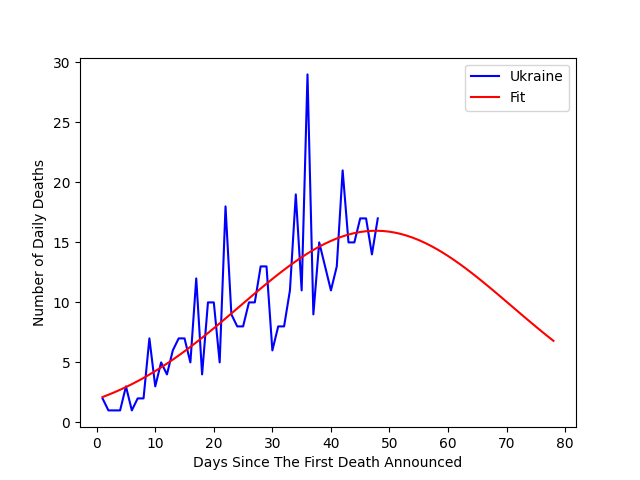 Ukraine
Fit
30
25
20
15
10
5
0
Number of Daily Deaths
0 10 20 30 40 50 60 70 80
Days Since The First Death Announced